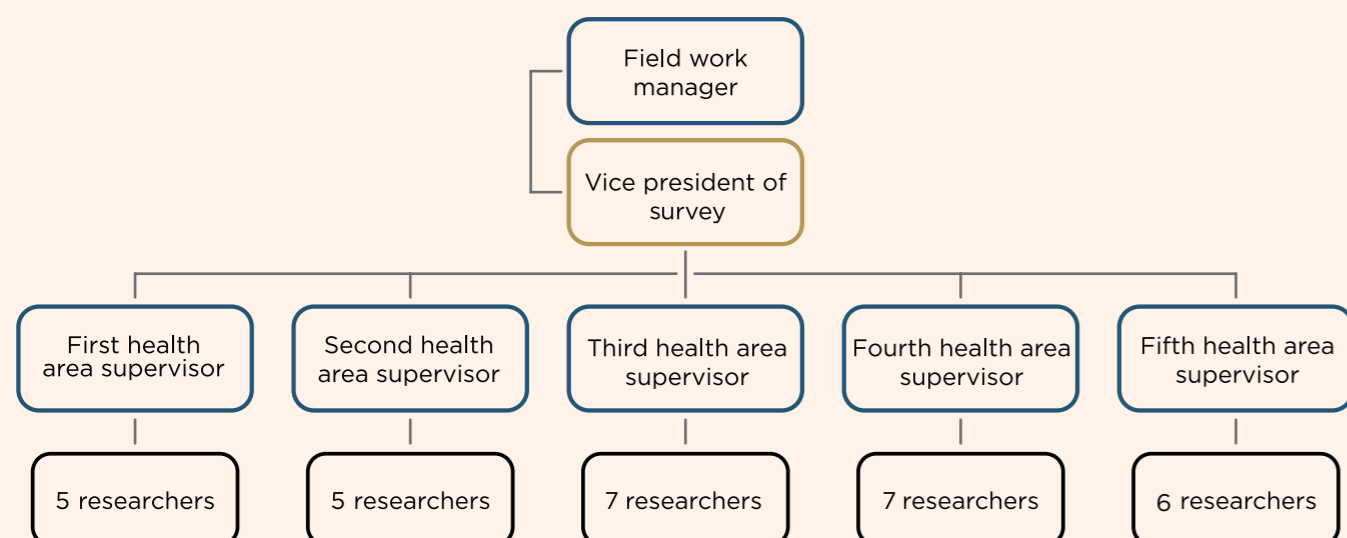 Field work
manager
Vice president of
survey
First health
area supervisor
Second health
area supervisor
Third health area
supervisor
Fourth health area
supervisor
Fifth health area
supervisor
5 researchers
5 researchers
7 researchers
7 researchers
6 researchers